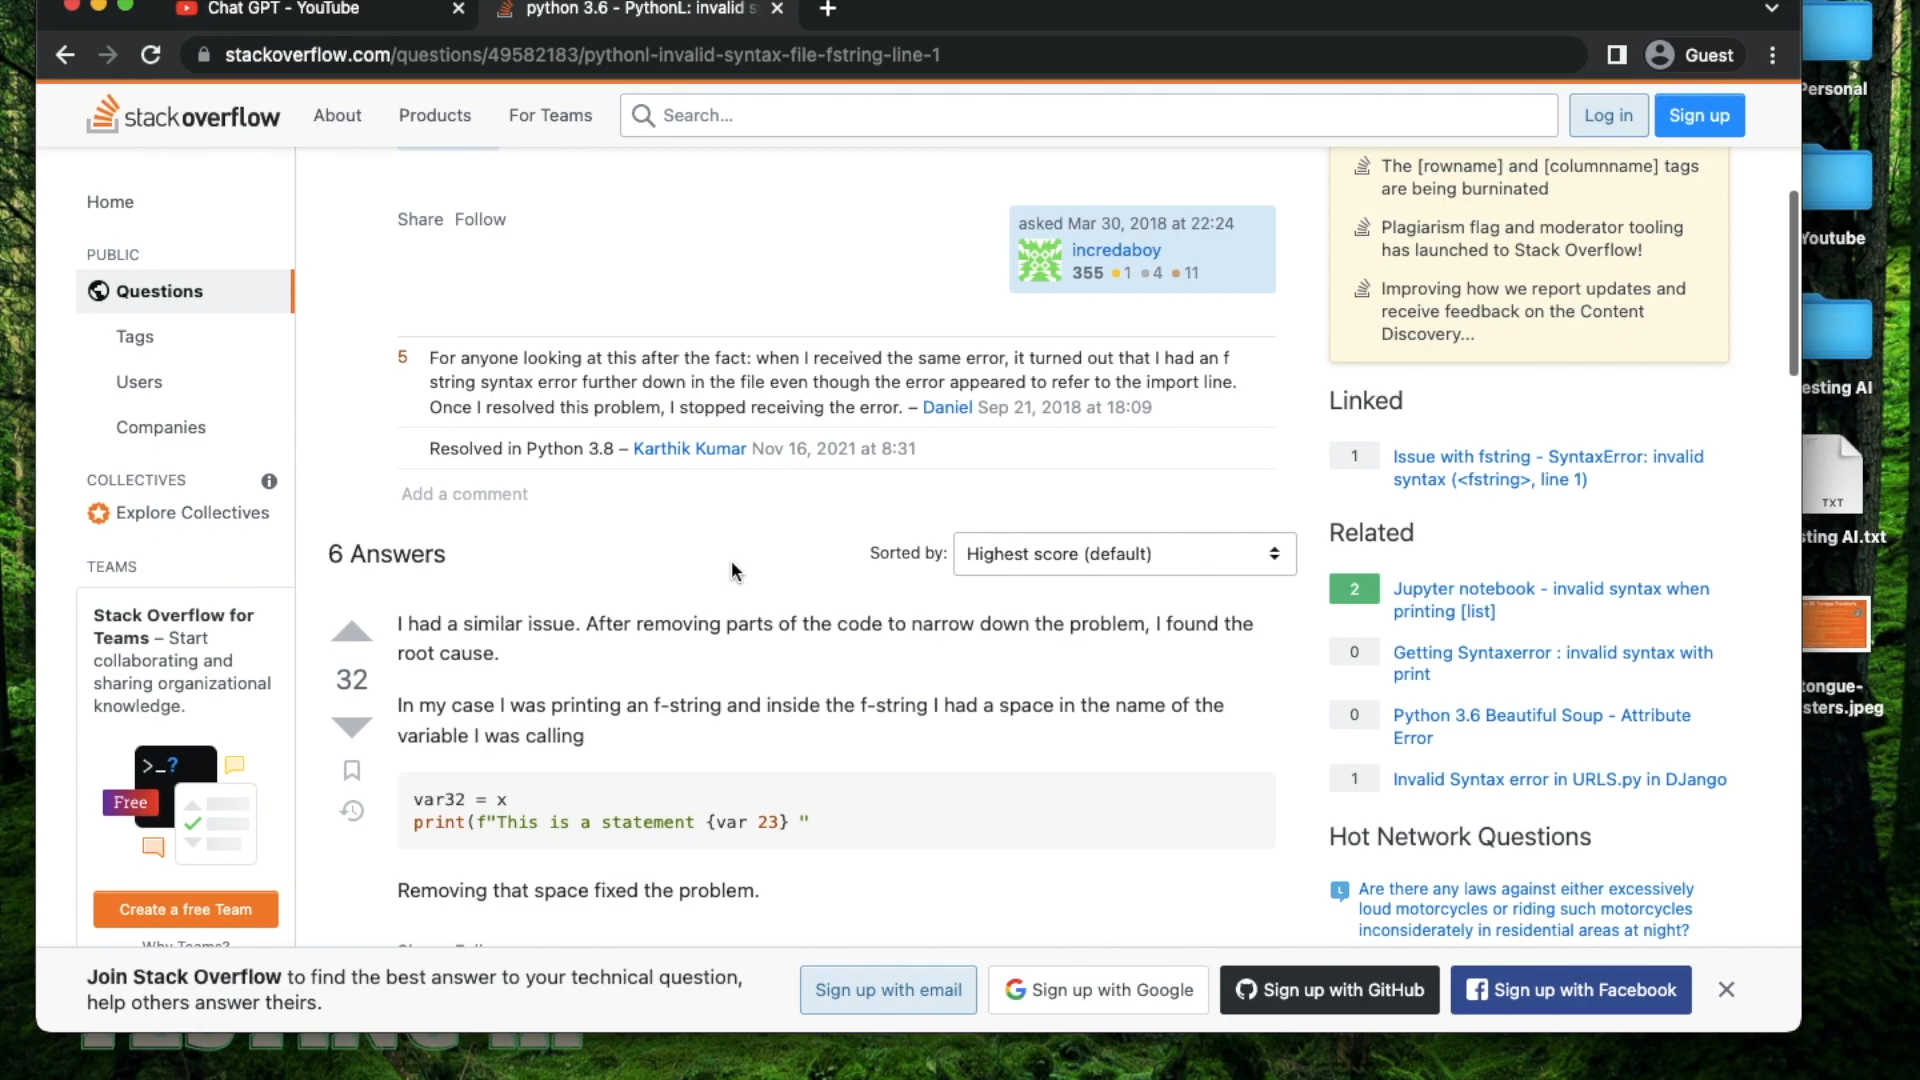 Chat GPT - YouTube
python 3.6 - PythonL: invalid s
stackoverflow.com/questions/49582183/pythonl-invalid-syntax-file-fstring-line-1
Guest
stackoverflow
About
Products
For Teams
Search...
Log in
Sign up
Home
PUBLIC
Questions
Tags
Users
Companies
COLLECTIVES
Explore Collectives
TEAMS
Stack Overflow for
Teams – Start
collaborating and
sharing organizational
knowledge.
>_?
Free
Create a free Team
Why Teams?
Share Follow
asked Mar 30, 2018 at 22:24
incredaboy
355 1 4 11
5
For anyone looking at this after the fact: when I received the same error, it turned out that I had an f
string syntax error further down in the file even though the error appeared to refer to the import line.
Once I resolved this problem, I stopped receiving the error. – Daniel Sep 21, 2018 at 18:09
Resolved in Python 3.8 – Karthik Kumar Nov 16, 2021 at 8:31
Add a comment
6 Answers
Sorted by:
Highest score (default)
32
I had a similar issue. After removing parts of the code to narrow down the problem, I found the
root cause.
In my case I was printing an f-string and inside the f-string I had a space in the name of the
variable I was calling
var32 = x
print(f"This is a statement {var 23} "
Removing that space fixed the problem.
The [rowname] and [columnname] tags
are being burninated
Plagiarism flag and moderator tooling
has launched to Stack Overflow!
Improving how we report updates and
receive feedback on the Content
Discovery...
Linked
1
Issue with fstring - SyntaxError: invalid
syntax (<fstring>, line 1)
Related
2
Jupyter notebook - invalid syntax when
printing [list]
0
Getting Syntaxerror : invalid syntax with
print
0
Python 3.6 Beautiful Soup - Attribute
Error
1
Invalid Syntax error in URLS.py in DJango
Hot Network Questions
Are there any laws against either excessively
loud motorcycles or riding such motorcycles
inconsiderately in residential areas at night?
Join Stack Overflow to find the best answer to your technical question,
help others answer theirs.
Sign up with email
Sign up with Google
Sign up with GitHub
Sign up with Facebook
Personal
Youtube
esting AI
TXT
sting AI.txt
tongue-
sters.jpeg